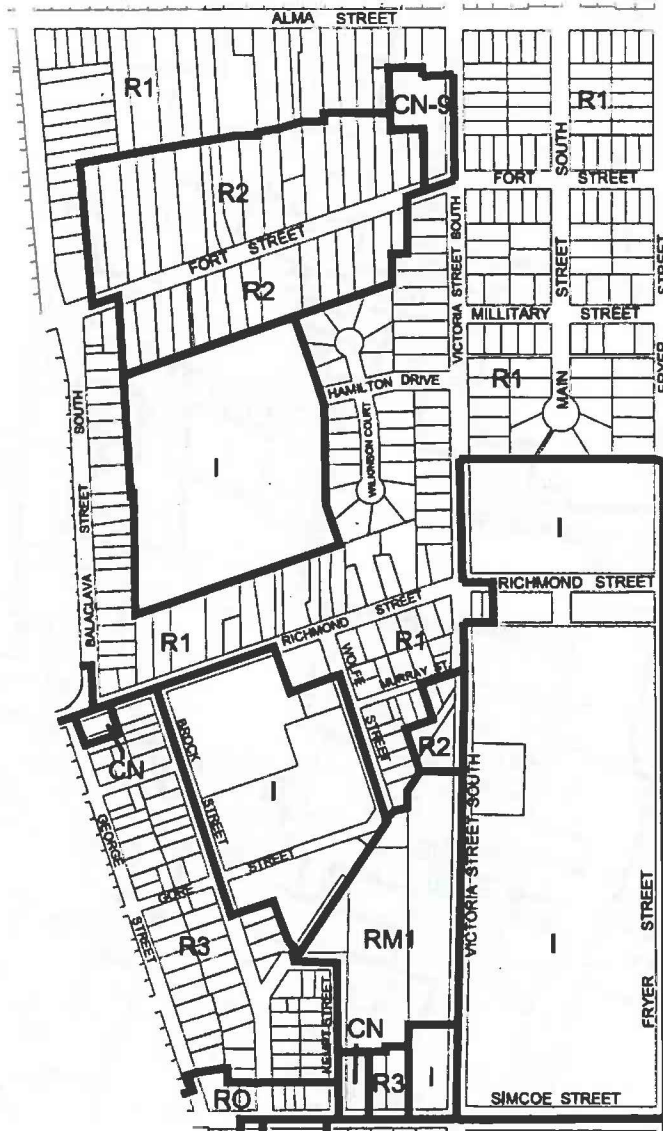 ALMA STREET
R1
CN-9
R1
R2
SOUTH
FORT STREET
FORT STREET
R2
VICTORIA STREET SOUTH
STREET
STREET
MILLITARY STREET
R1
HAMILTON DRIVE
MAIN
FRYER
SOUTH
WILKINSON COURT
I
I
STREET
RICHMOND STREET
BALACLAVA
R1
RICHMOND STREET
R1
WOLFE
MURRAY ST.
STREET
R2
BROCK
CN
I
STREET
VICTORIA STREET SOUTH
GEORGE
STREET
GORE
STREET
R3
RM1
I
STREET
FRYER
KEMPT STREET
CN
I
R3
I
RO
SIMCOE STREET